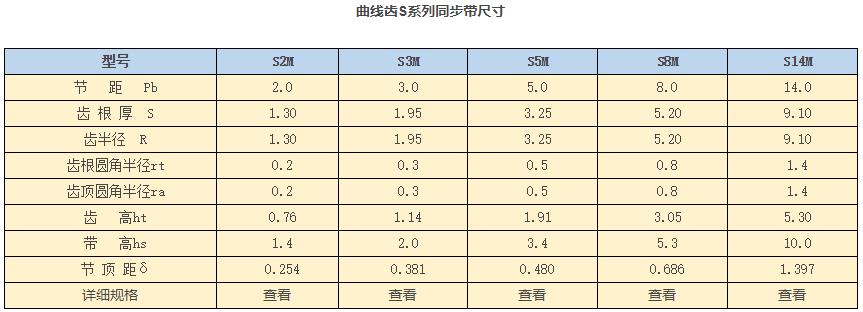 曲线齿S系列同步带尺寸
型号 S2M S3M S5M S8M S14M
节 距 Pb 2.0 3.0 5.0 8.0 14.0
齿 根 厚 S 1.30 1.95 3.25 5.20 9.10
齿半径 R 1.30 1.95 3.25 5.20 9.10
齿根圆角半径rt 0.2 0.3 0.5 0.8 1.4
齿顶圆角半径ra 0.2 0.3 0.5 0.8 1.4
齿 高ht 0.76 1.14 1.91 3.05 5.30
带 高hs 1.4 2.0 3.4 5.3 10.0
节 顶 距δ 0.254 0.381 0.480 0.686 1.397
详细规格 查看 查看 查看 查看 查看